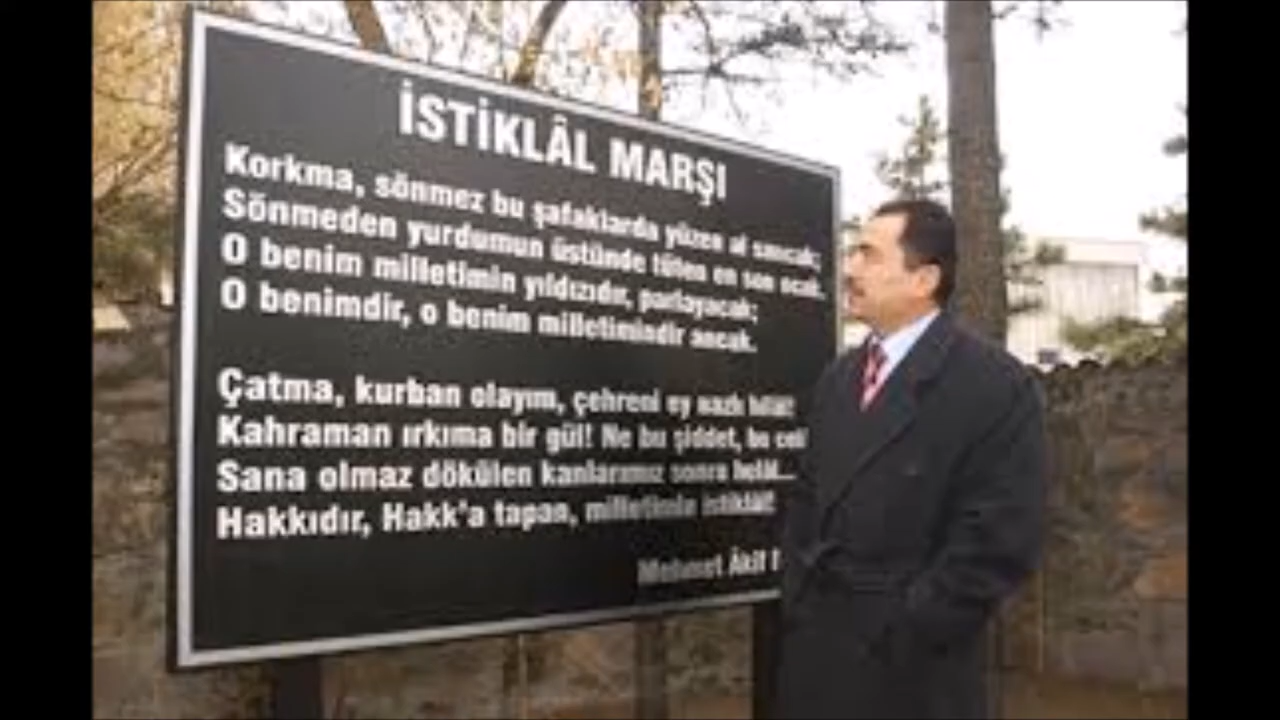 İSTİKLÂL MARŞI
Korkma, sönmez bu şafaklarda yüzen al sancak;
Sönmeden yurdumun üstünde tüten en son ocak.
O benim milletimin yıldızıdır, parlayacak;
O benimdir, o benim milletimindir ancak.
Çatma, kurban olayım, çehreni ey nazlı hilâl!
Kahraman ırkıma bir gül! Ne bu şiddet, bu celâl
Sana olmaz dökülen kanlarımız sonra helâl...
Hakkıdır, Hakk'a tapan, milletimin istiklâl!
Mehmet Âkif